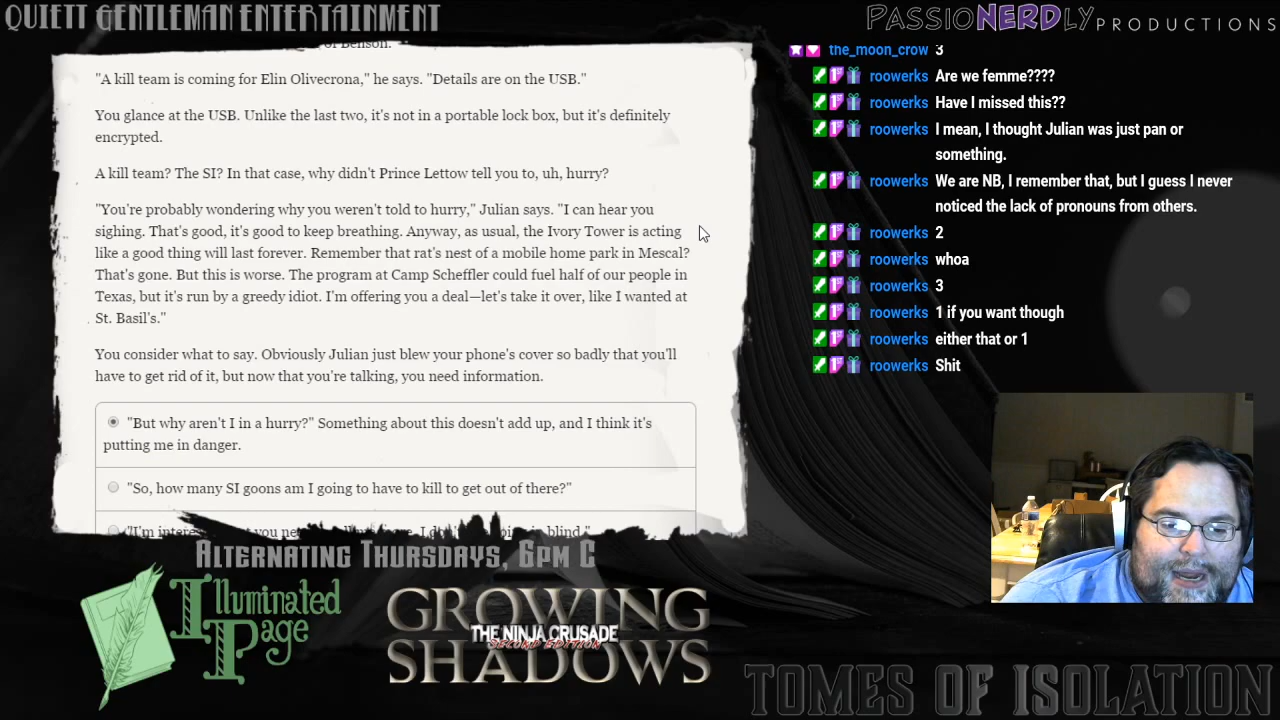 QUIETT GENTLEMAN ENTERTAINMENT
PASSIONERDLY PRODUCTIONS
of Benson.
"A kill team is coming for Elin Olivecrona," he says. "Details are on the USB."
You glance at the USB. Unlike the last two, it's not in a portable lock box, but it's definitely
encrypted.
A kill team? The SI? In that case, why didn't Prince Lettow tell you to, uh, hurry?
"You're probably wondering why you weren't told to hurry," Julian says. "I can hear you
sighing. That's good, it's good to keep breathing. Anyway, as usual, the Ivory Tower is acting
like a good thing will last forever. Remember that rat's nest of a mobile home park in Mescal?
That's gone. But this is worse. The program at Camp Scheffler could fuel half of our people in
Texas, but it's run by a greedy idiot. I'm offering you a deal—let's take it over, like I wanted at
St. Basil's."
You consider what to say. Obviously Julian just blew your phone's cover so badly that you'll
have to get rid of it, but now that you're talking, you need information.
"But why aren't I in a hurry?" Something about this doesn't add up, and I think it's
putting me in danger.
"So, how many SI goons am I going to have to kill to get out of there?"
"I'm blind."
the_moon_crow 3
roowerks Are we femme????
roowerks Have I missed this??
roowerks I mean, I thought Julian was just pan or
something.
roowerks We are NB, I remember that, but I guess I never
noticed the lack of pronouns from others.
roowerks 2
roowerks whoa
roowerks 3
roowerks 1 if you want though
roowerks either that or 1
roowerks Shit
ALTERNATING THURSDAYS, 6PM C
Illuminated
Page
GROWING
THE NINJA CRUSADE
SECOND EDITION
SHADOWS
TOMES OF ISOLATION